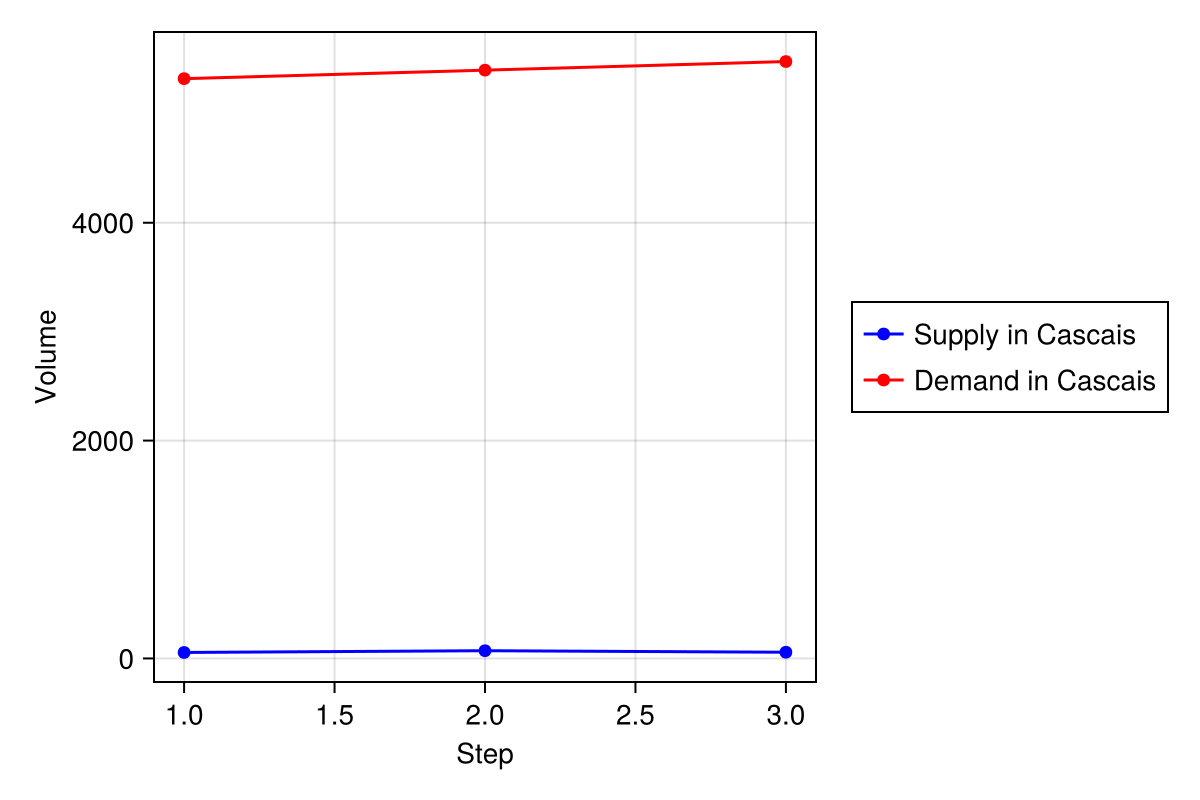 4000
2000
0
Volume
1.0 1.5 2.0 2.5 3.0
Step
Supply in Cascais
Demand in Cascais